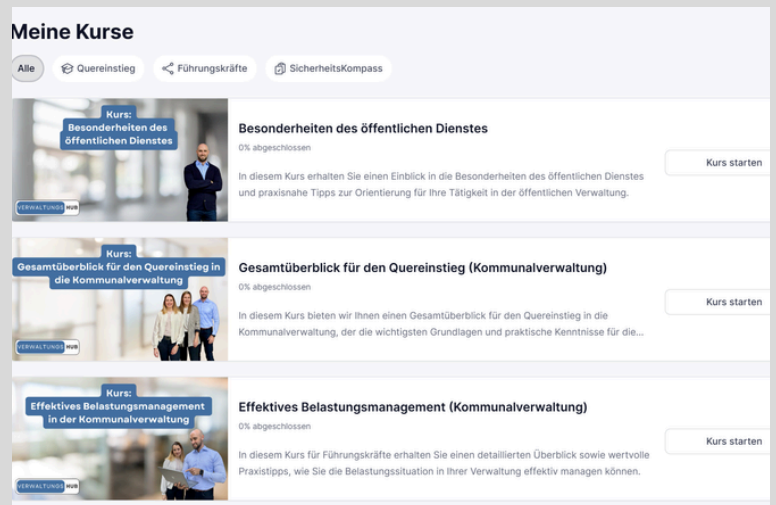 Meine Kurse
Alle
Quereinstieg
Führungskräfte
SicherheitsKompass
Kurs:
Besonderheiten des
öffentlichen Dienstes
VERWALTUNGS HUB
Besonderheiten des öffentlichen Dienstes
0% abgeschlossen
In diesem Kurs erhalten Sie einen Einblick in die Besonderheiten des öffentlichen Dienstes
und praxisnahe Tipps zur Orientierung für Ihre Tätigkeit in der öffentlichen Verwaltung.
Kurs starten
Kurs:
Gesamtüberblick für den Quereinstieg in
die Kommunalverwaltung
VERWALTUNGS HUB
Gesamtüberblick für den Quereinstieg (Kommunalverwaltung)
0% abgeschlossen
In diesem Kurs bieten wir Ihnen einen Gesamtüberblick für den Quereinstieg in die
Kommunalverwaltung, der die wichtigsten Grundlagen und praktische Kenntnisse für die...
Kurs starten
Kurs:
Effektives Belastungsmanagement
in der Kommunalverwaltung
VERWALTUNGS HUB
Effektives Belastungsmanagement (Kommunalverwaltung)
0% abgeschlossen
In diesem Kurs für Führungskräfte erhalten Sie einen detaillierten Überblick sowie wertvolle
Praxistipps, wie Sie die Belastungssituation in Ihrer Verwaltung effektiv managen können.
Kurs starten